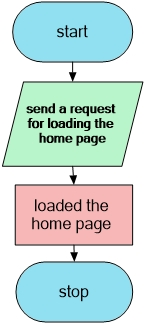 start
send a request
for loading the
home page
loaded the
home page
stop